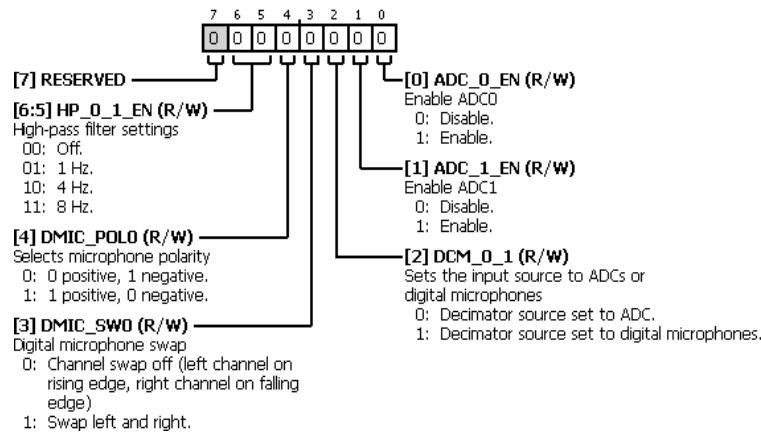 7 6 5 4 3 2 1 0
0 0 0 0 0 0 0 0
[7] RESERVED
[6:5] HP_0_1_EN (R/W)
High-pass filter settings
00: Off.
01: 1 Hz.
10: 4 Hz.
11: 8 Hz.
[4] DMIC_POL0 (R/W)
Selects microphone polarity
0: 0 positive, 1 negative.
1: 1 positive, 0 negative.
[3] DMIC_SW0 (R/W)
Digital microphone swap
0: Channel swap off (left channel on
rising edge, right channel on falling
edge)
1: Swap left and right.
[0] ADC_0_EN (R/W)
Enable ADC0
0: Disable.
1: Enable.
[1] ADC_1_EN (R/W)
Enable ADC1
0: Disable.
1: Enable.
[2] DCM_0_1 (R/W)
Sets the input source to ADCs or
digital microphones
0: Decimator source set to ADC.
1: Decimator source set to digital microphones.